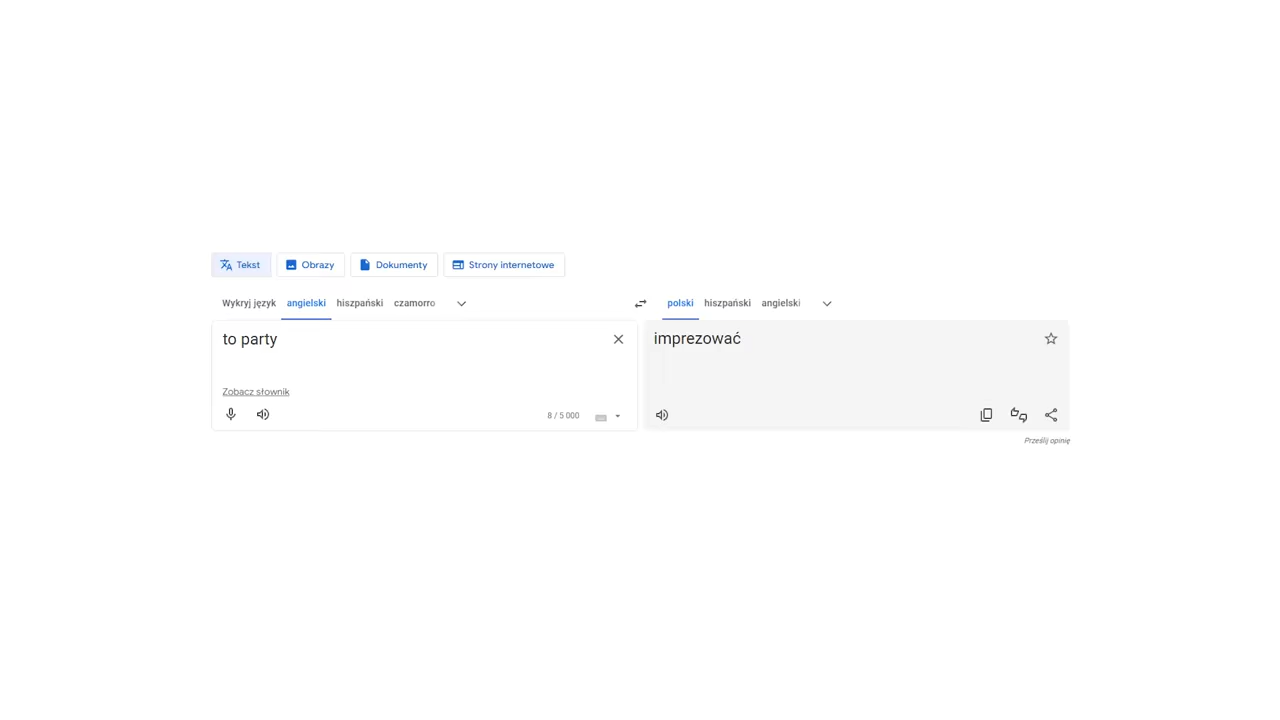 Tekst Obrazy Dokumenty Strony internetowe
Wykryj język angielski hiszpański czamorro polski hiszpański angielski
to party
imprezować
Zobacz słownik
8 / 5 000
Prześlij opinię